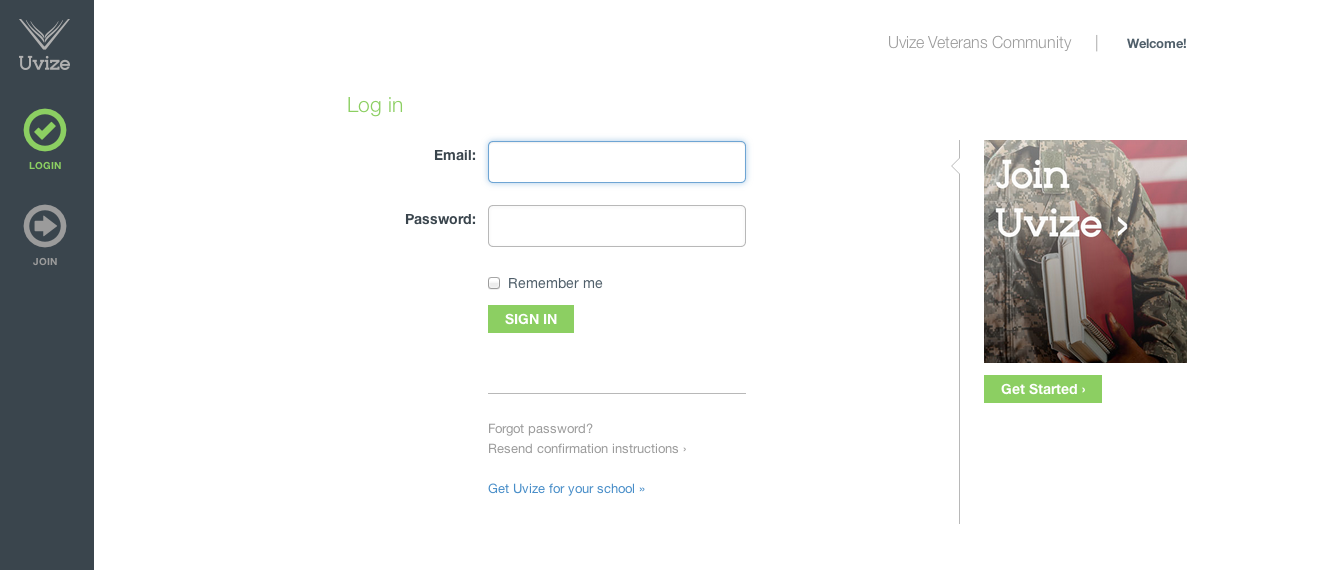 Uvize
LOGIN
JOIN
Uvize Veterans Community | Welcome!
Log in
Email:
Password:
Remember me
SIGN IN
Forgot password?
Resend confirmation instructions ›
Get Uvize for your school »
Join
Uvize ›
Get Started ›